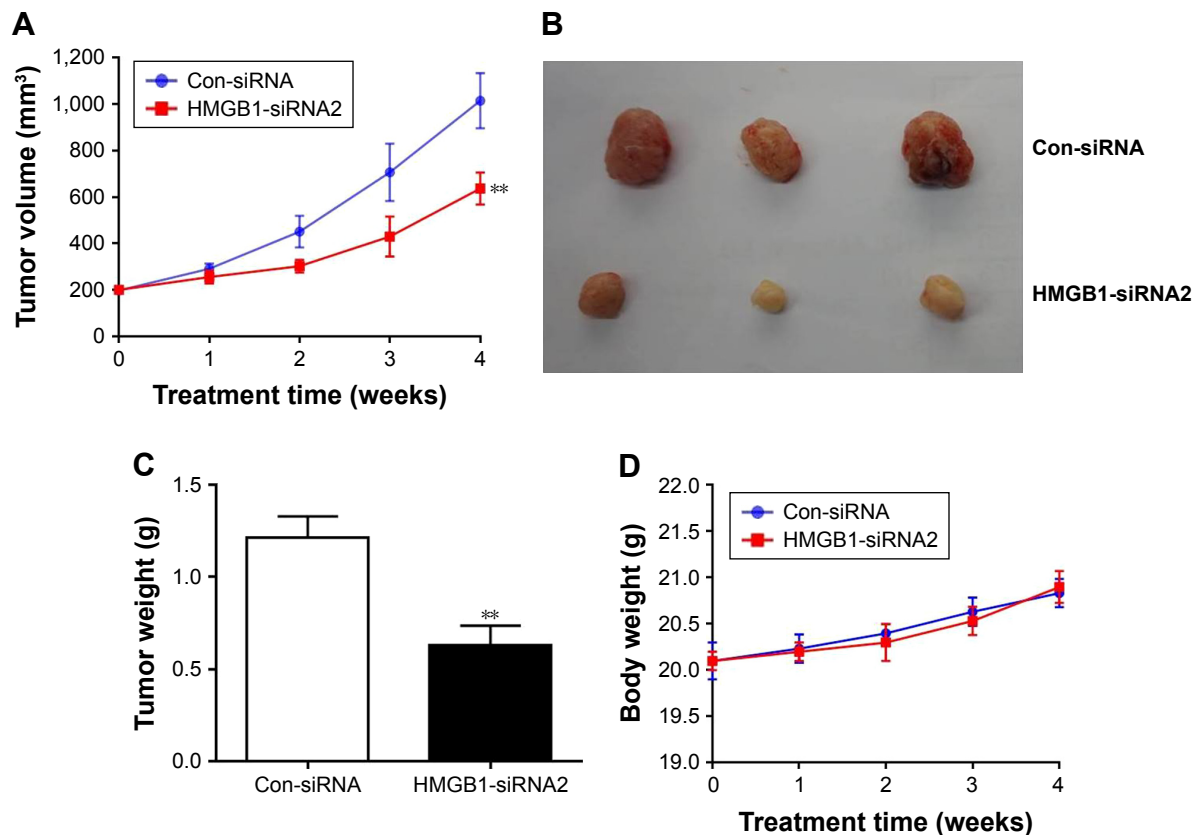 A
Tumor volume (mm³)
1,200
1,000
800
600
400
200
0
Con-siRNA
HMGB1-siRNA2
**
0 1 2 3 4
Treatment time (weeks)
B
Con-siRNA
HMGB1-siRNA2
C
Tumor weight (g)
1.5
1.0
0.5
0.0
**
Con-siRNA HMGB1-siRNA2
D
Body weight (g)
22.0
21.5
21.0
20.5
20.0
19.5
19.0
Con-siRNA
HMGB1-siRNA2
0 1 2 3 4
Treatment time (weeks)